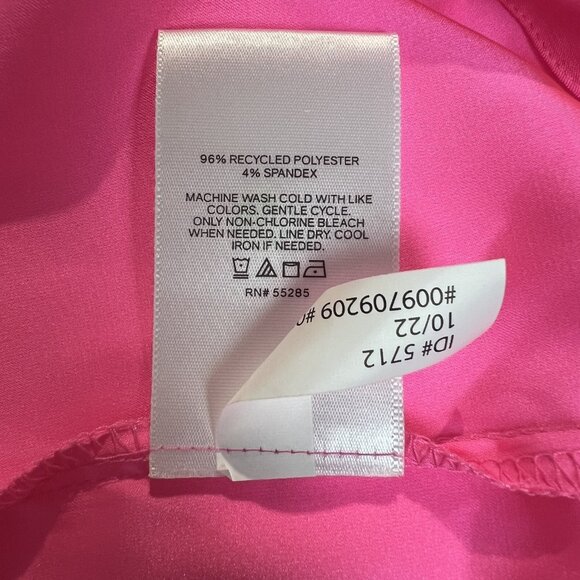 96% RECYCLED POLYESTER
4% SPANDEX
MACHINE WASH COLD WITH LIKE
COLORS. GENTLE CYCLE.
ONLY NON-CHLORINE BLEACH
WHEN NEEDED. LINE DRY. COOL
IRON IF NEEDED.
RN# 55285
ID# 5712
10/22
#009709209